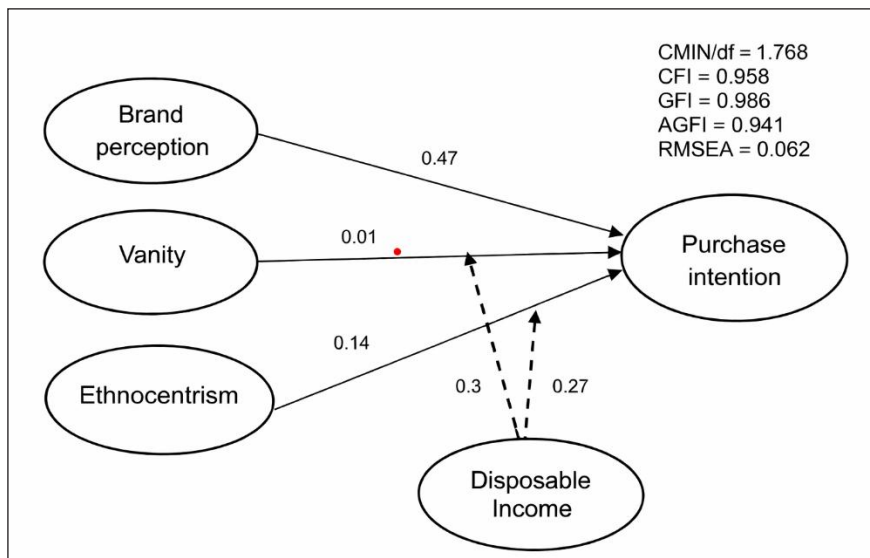 CMIN/df = 1.768
CFI = 0.958
GFI = 0.986
AGFI = 0.941
RMSEA = 0.062
Brand
perception
0.47
Vanity
0.01
Purchase
intention
Ethnocentrism
0.14
0.3
0.27
Disposable
Income